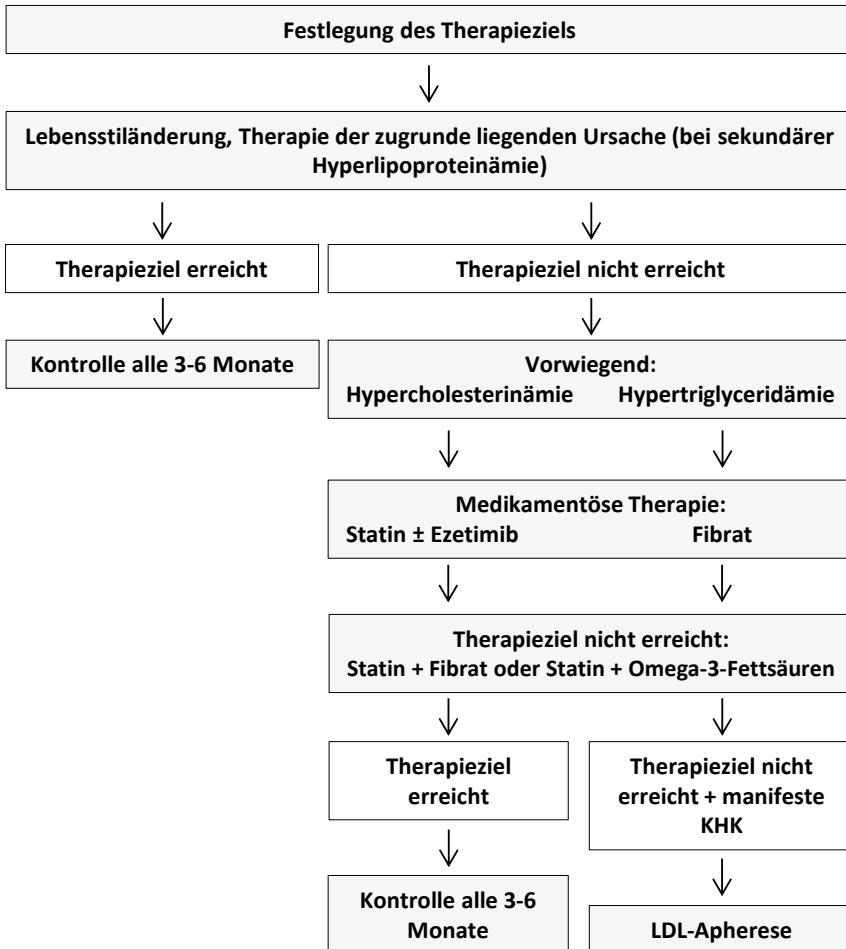 Festlegung des Therapieziels
Lebensstiländerung, Therapie der zugrunde liegenden Ursache (bei sekundärer
Hyperlipoproteinämie)
Therapieziel erreicht
Therapieziel nicht erreicht
Kontrolle alle 3-6 Monate
Vorwiegend:
Hypercholesterinämie Hypertriglyceridämie
Medikamentöse Therapie:
Statin ± Ezetimib Fibrat
Therapieziel nicht erreicht:
Statin + Fibrat oder Statin + Omega-3-Fettsäuren
Therapieziel
erreicht
Therapieziel nicht
erreicht + manifeste
KHK
Kontrolle alle 3-6
Monate
LDL-Apherese